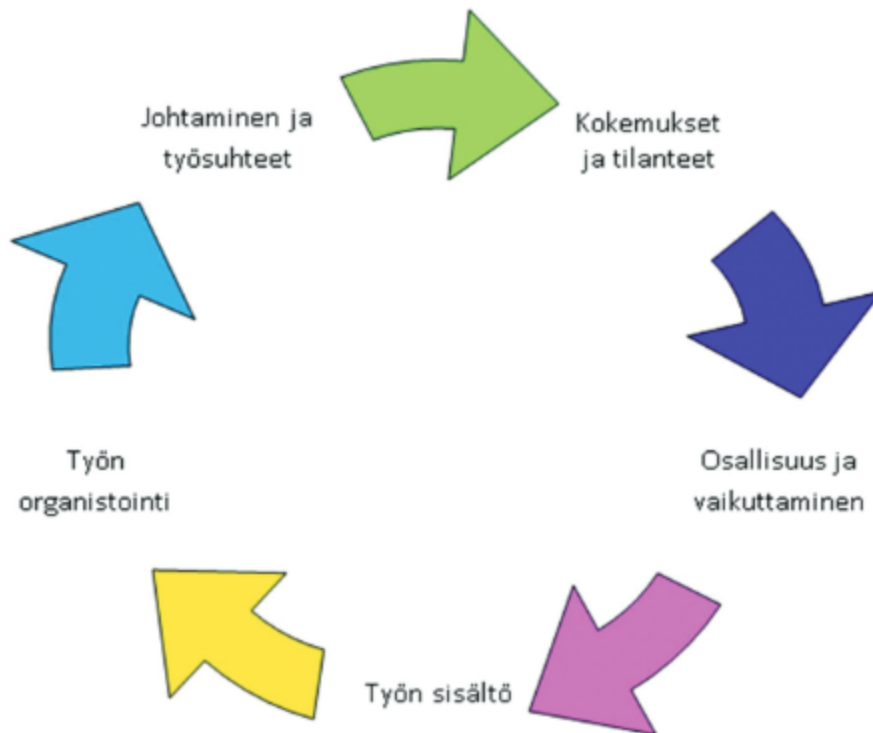 Johtaminen ja
työsuhteet
Kokemukset
ja tilanteet
Osallisuus ja
vaikuttaminen
Työn sisältö
Työn
organistointi